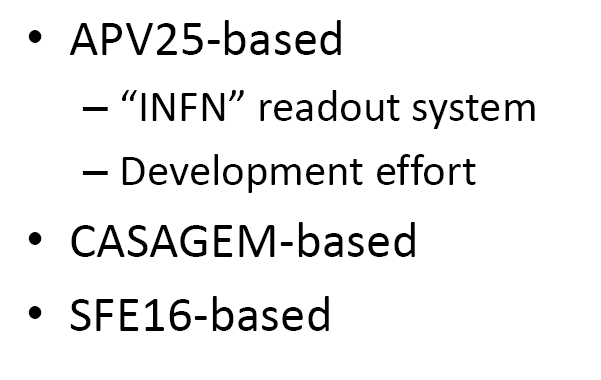 • APV25-based
– “INFN” readout system
– Development effort
• CASAGEM-based
• SFE16-based